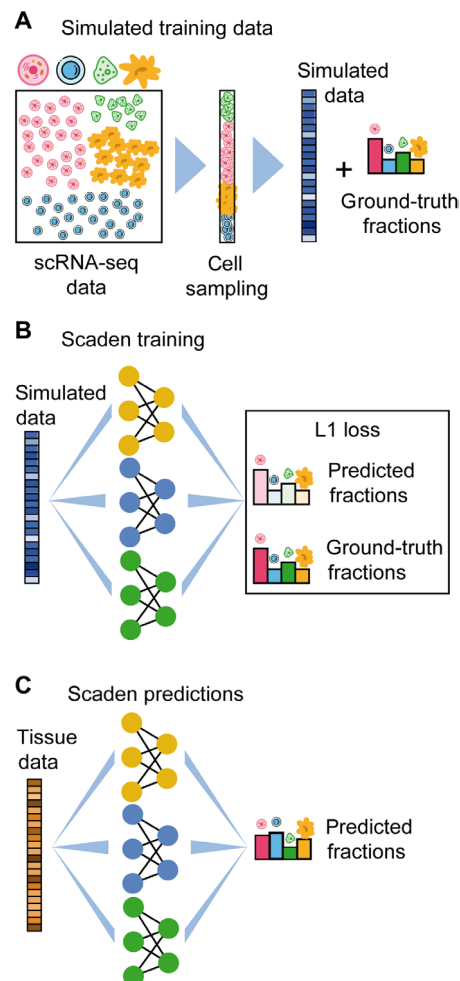 A
Simulated training data
Simulated
data
+
Ground-truth
fractions
scRNA-seq
data
Cell
sampling
B
Scaden training
Simulated
data
L1 loss
Predicted
fractions
Ground-truth
fractions
C
Scaden predictions
Tissue
data
Predicted
fractions